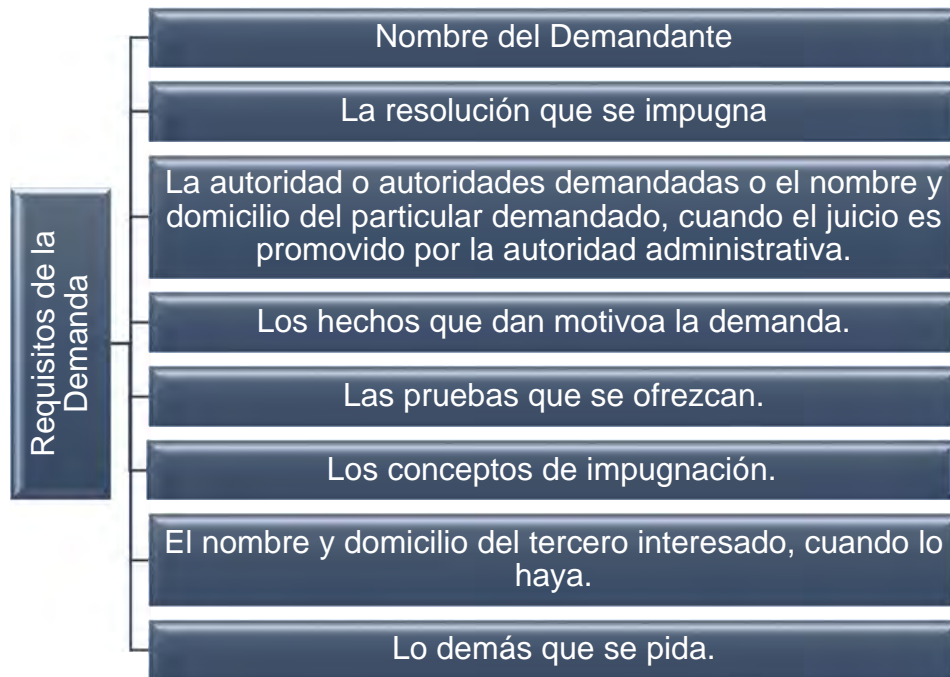 Requisitos de la
Demanda
Nombre del Demandante
La resolución que se impugna
La autoridad o autoridades demandadas o el nombre y
domicilio del particular demandado, cuando el juicio es
promovido por la autoridad administrativa.
Los hechos que dan motivoa la demanda.
Las pruebas que se ofrezcan.
Los conceptos de impugnación.
El nombre y domicilio del tercero interesado, cuando lo
haya.
Lo demás que se pida.